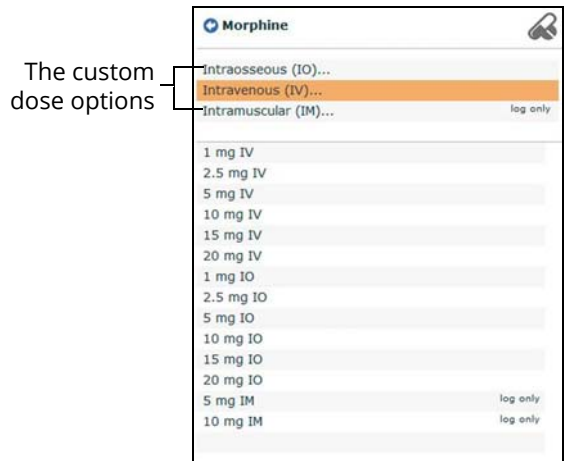 Morphine
The custom
dose options
Intraosseous (IO)...
Intravenous (IV)...
Intramuscular (IM)... log only
1 mg IV
2.5 mg IV
5 mg IV
10 mg IV
15 mg IV
20 mg IV
1 mg IO
2.5 mg IO
5 mg IO
10 mg IO
15 mg IO
20 mg IO
5 mg IM log only
10 mg IM log only